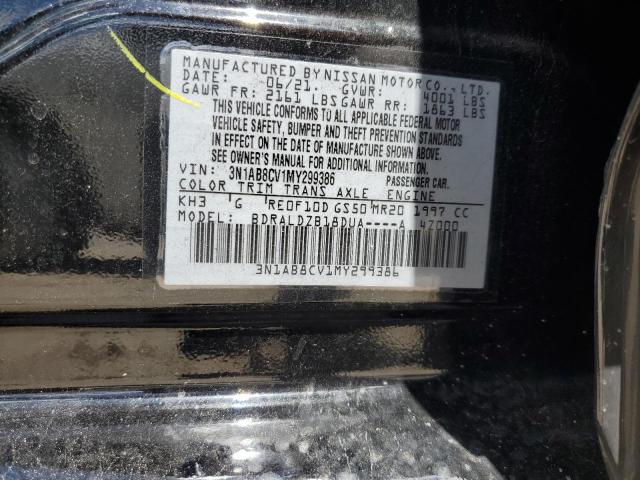 MANUFACTURED BY NISSAN MOTOR CO., LTD.
DATE: 06/21 GVWR: 4001 LBS
GAWR FR: 2161 LBS GAWR RR: 1863 LBS
THIS VEHICLE CONFORMS TO ALL APPLICABLE FEDERAL MOTOR
VEHICLE SAFETY, BUMPER AND THEFT PREVENTION STANDARDS
IN EFFECT ON THE DATE OF MANUFACTURE SHOWN ABOVE.
SEE OWNER'S MANUAL FOR ADDITIONAL INFORMATION.
VIN: 3N1AB8CV1MY299386 PASSENGER CAR.
COLOR TRIM TRANS AXLE ENGINE
KH3 G RE0F10D GS50 MR20 1997 CC
MODEL: BDRALDZB18DUA----A 4Z000
3N1AB8CV1MY299386